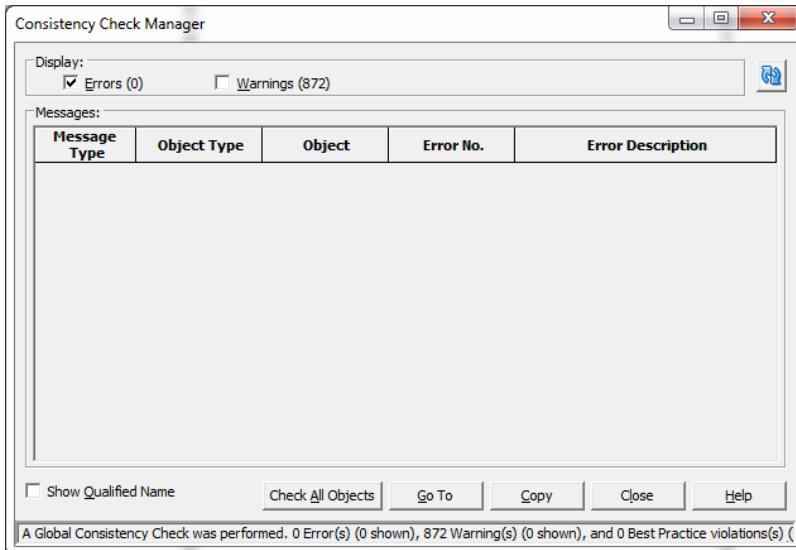 Consistency Check Manager
Display:
Errors (0) Warnings (872)
Messages:
Message Type Object Type Object Error No. Error Description
Show Qualified Name Check All Objects Go To Copy Close Help
A Global Consistency Check was performed. 0 Error(s) (0 shown), 872 Warning(s) (0 shown), and 0 Best Practice violations(s) (